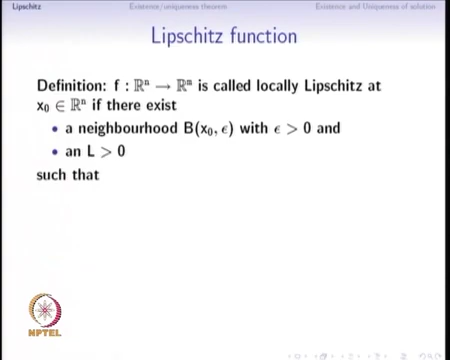 Lipschitz Existence/uniqueness theorem Existence and Uniqueness of solution
Lipschitz function
Definition: f : ℝⁿ → ℝⁿ is called locally Lipschitz at
x₀ ∈ ℝⁿ if there exist
• a neighbourhood B(x₀, ϵ) with ϵ > 0 and
• an L > 0
such that
NPTEL